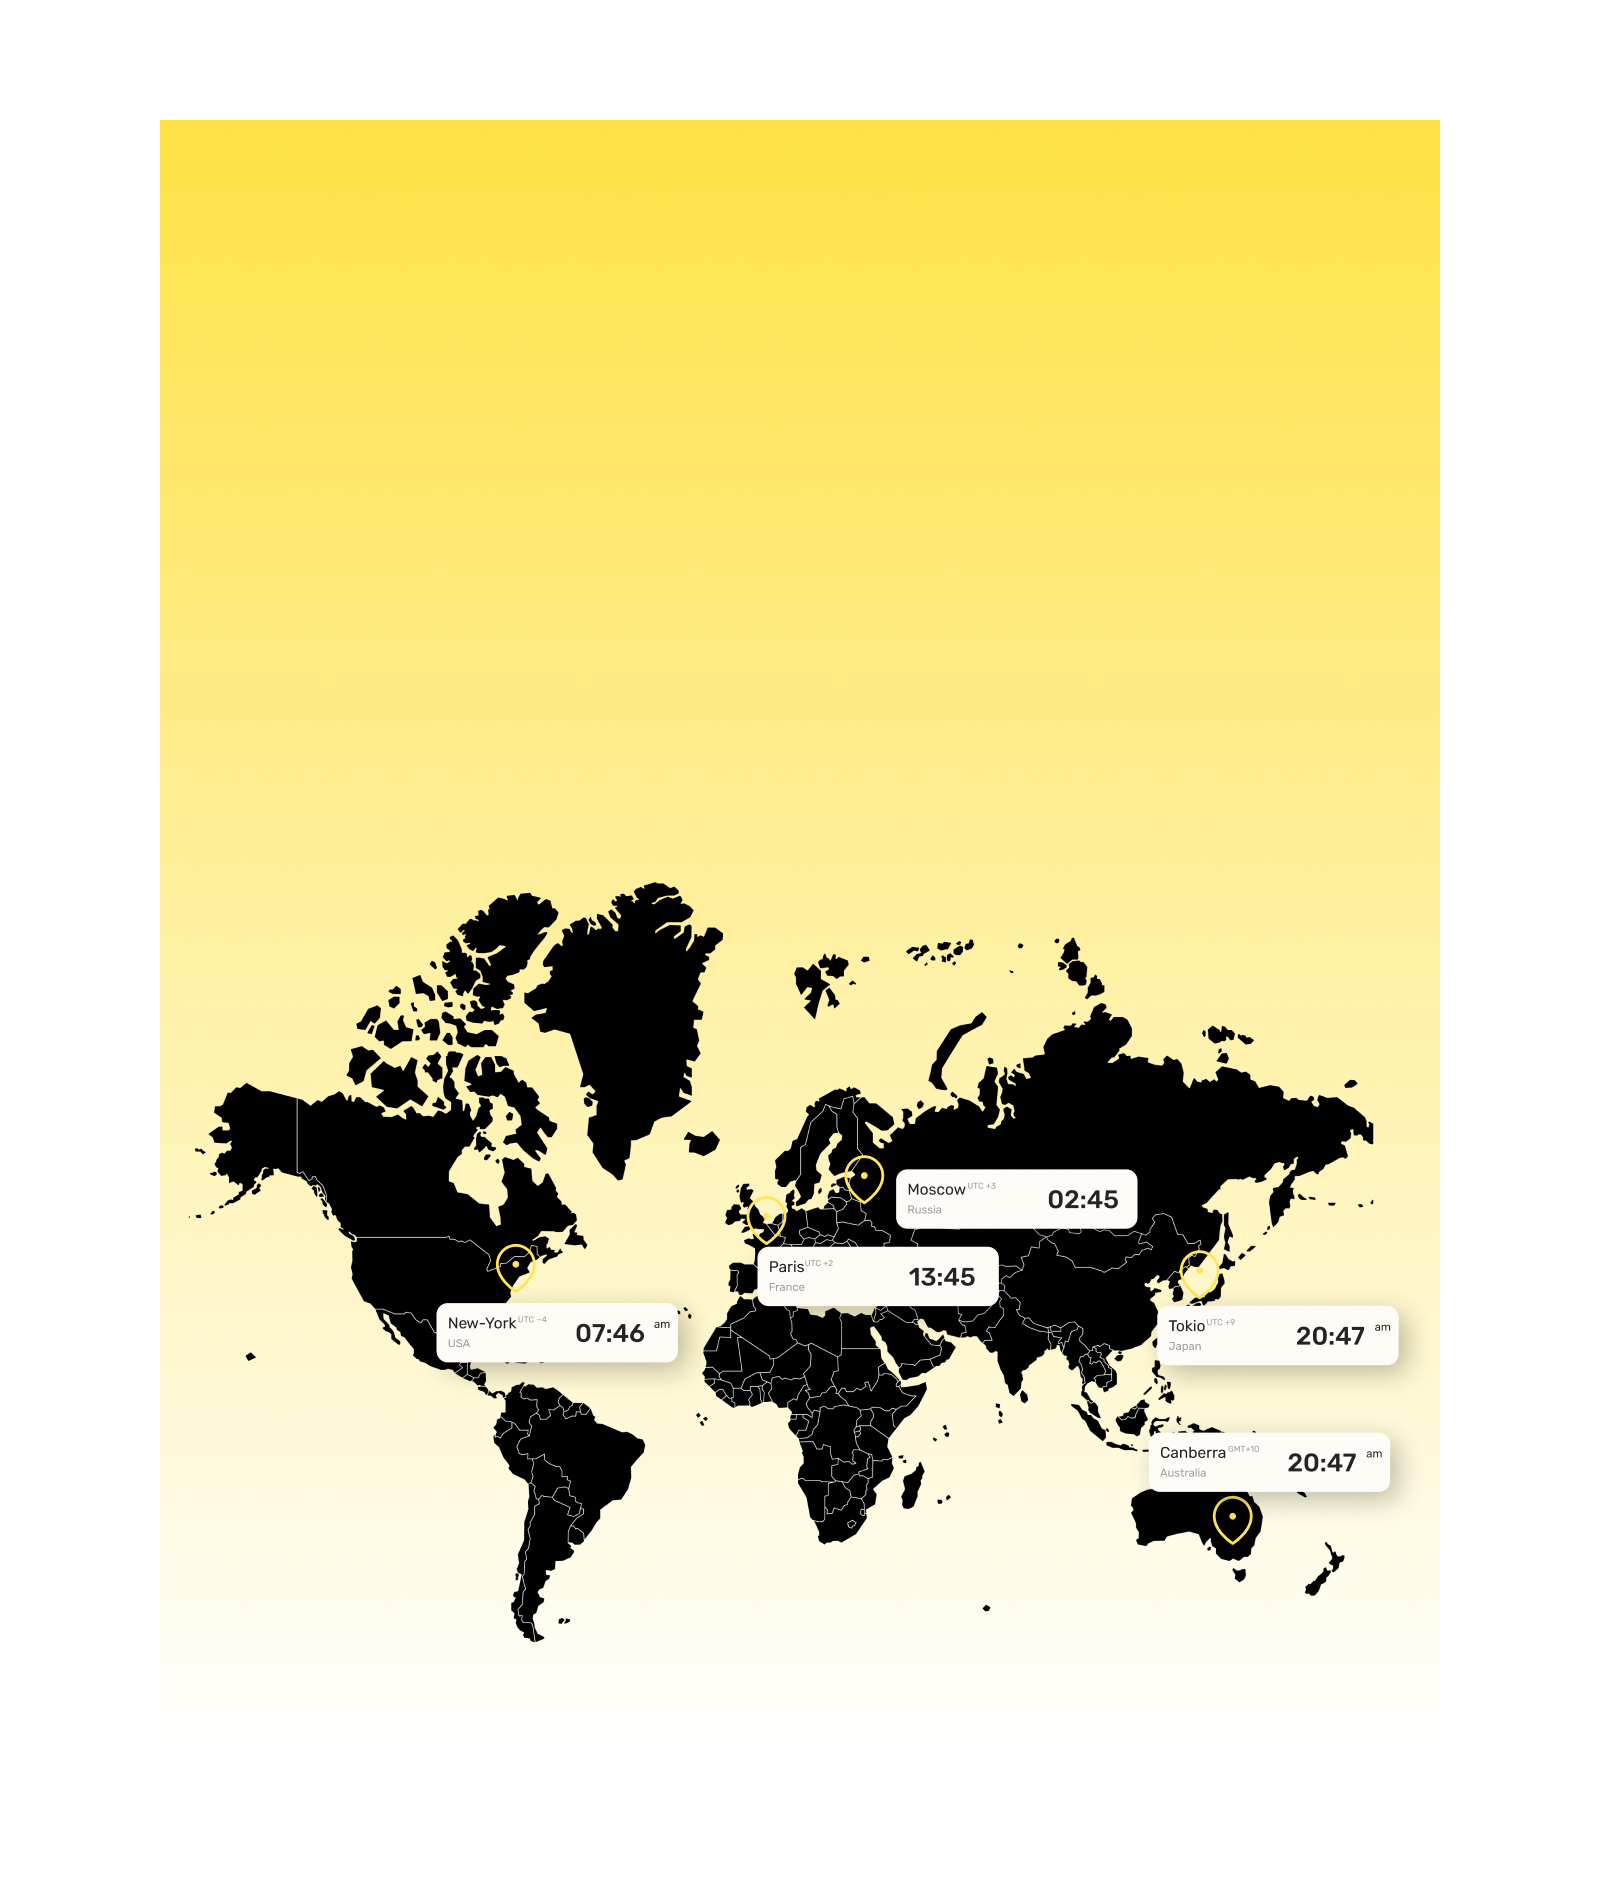 Moscow UTC +3
Russia
02:45
Paris UTC +2
France
13:45
New-York UTC -4
USA
07:46 am
Tokio UTC +9
Japan
20:47 am
Canberra GMT+10
Australia
20:47 am